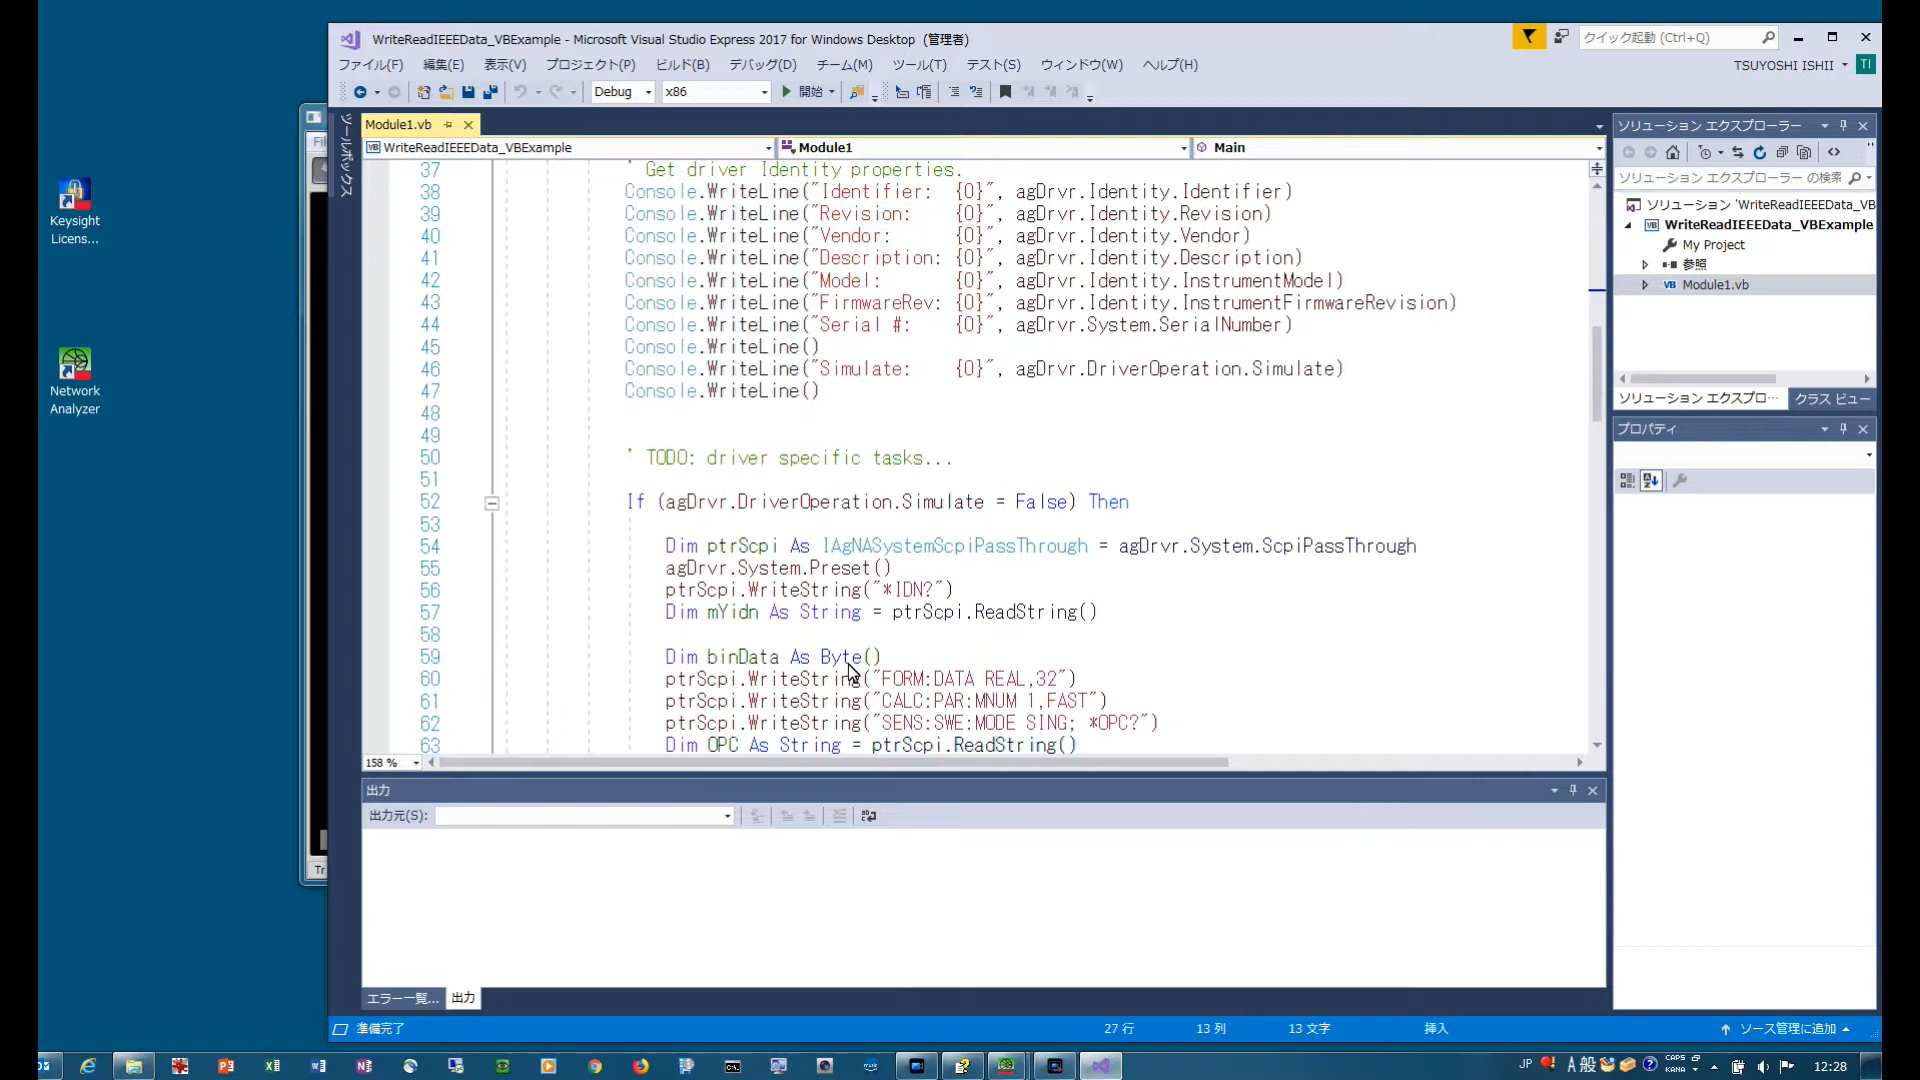 WriteReadIEEEData_VBExample - Microsoft Visual Studio Express 2017 for Windows Desktop (管理者)
クイック起動 (Ctrl+Q)
ファイル(F) 編集(E) 表示(V) プロジェクト(P) ビルド(B) デバッグ(D) チーム(M) ツール(T) テスト(S) ウィンドウ(W) ヘルプ(H)
TSUYOSHI ISHII TI
Debug x86 開始
ツールボックス
Module1.vb
WriteReadIEEEData_VBExample Module1 Main
37 ' Get driver Identity properties.
38 Console.WriteLine("Identifier: {0}", agDrvr.Identity.Identifier)
39 Console.WriteLine("Revision: {0}", agDrvr.Identity.Revision)
40 Console.WriteLine("Vendor: {0}", agDrvr.Identity.Vendor)
41 Console.WriteLine("Description: {0}", agDrvr.Identity.Description)
42 Console.WriteLine("Model: {0}", agDrvr.Identity.InstrumentModel)
43 Console.WriteLine("FirmwareRev: {0}", agDrvr.Identity.InstrumentFirmwareRevision)
44 Console.WriteLine("Serial #: {0}", agDrvr.System.SerialNumber)
45 Console.WriteLine()
46 Console.WriteLine("Simulate: {0}", agDrvr.DriverOperation.Simulate)
47 Console.WriteLine()
48
49
50 ' TODO: driver specific tasks...
51
52 If (agDrvr.DriverOperation.Simulate = False) Then
53
54 Dim ptrScpi As IAgNASystemScpiPassThrough = agDrvr.System.ScpiPassThrough
55 agDrvr.System.Preset()
56 ptrScpi.WriteString("*IDN?")
57 Dim mYidn As String = ptrScpi.ReadString()
58
59 Dim binData As Byte()
60 ptrScpi.WriteString("FORM:DATA REAL,32")
61 ptrScpi.WriteString("CALC:PAR:MNUM 1,FAST")
62 ptrScpi.WriteString("SENS:SWE:MODE SING; *OPC?")
63 Dim OPC As String = ptrScpi.ReadString()
158 %
出力
出力元(S):
エラー一覧... 出力
準備完了 27 行 13 列 13 文字 挿入 ソース管理に追加
ソリューション エクスプローラー
ソリューション エクスプローラー の検索
ソリューション 'WriteReadIEEEData_VB
WriteReadIEEEData_VBExample
My Project
参照
Module1.vb
ソリューション エクスプロ… クラス ビュー
プロパティ
Keysight
Licens...
Network
Analyzer
Fil
Tr
JP A 般 CAPS KANA 12:28